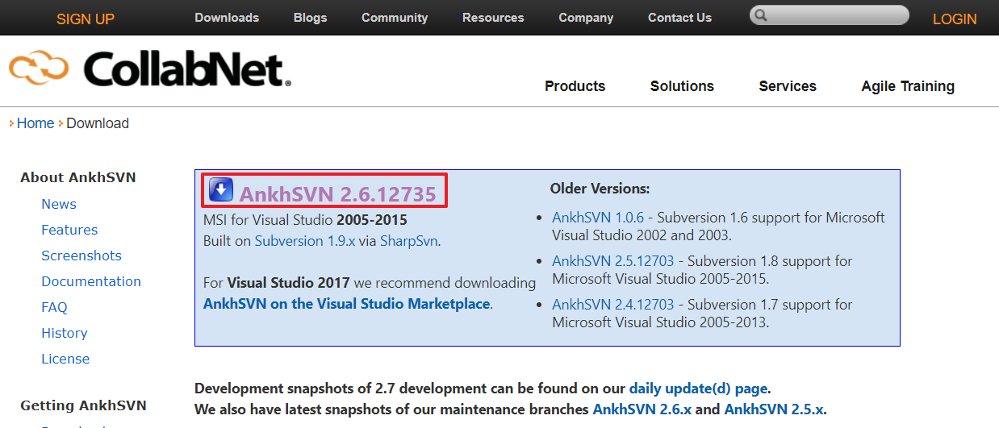 SIGN UP Downloads Blogs Community Resources Company Contact Us LOGIN
CollabNet®
Products Solutions Services Agile Training
Home Download
About AnkhSVN
News
Features
Screenshots
Documentation
FAQ
History
License
Getting AnkhSVN
AnkhSVN 2.6.12735
MSI for Visual Studio 2005-2015
Built on Subversion 1.9.x via SharpSvn.
For Visual Studio 2017 we recommend downloading
AnkhSVN on the Visual Studio Marketplace.
Older Versions:
• AnkhSVN 1.0.6 - Subversion 1.6 support for Microsoft
Visual Studio 2002 and 2003.
• AnkhSVN 2.5.12703 - Subversion 1.8 support for
Microsoft Visual Studio 2005-2015.
• AnkhSVN 2.4.12703 - Subversion 1.7 support for
Microsoft Visual Studio 2005-2013.
Development snapshots of 2.7 development can be found on our daily update(d) page.
We also have latest snapshots of our maintenance branches AnkhSVN 2.6.x and AnkhSVN 2.5.x.